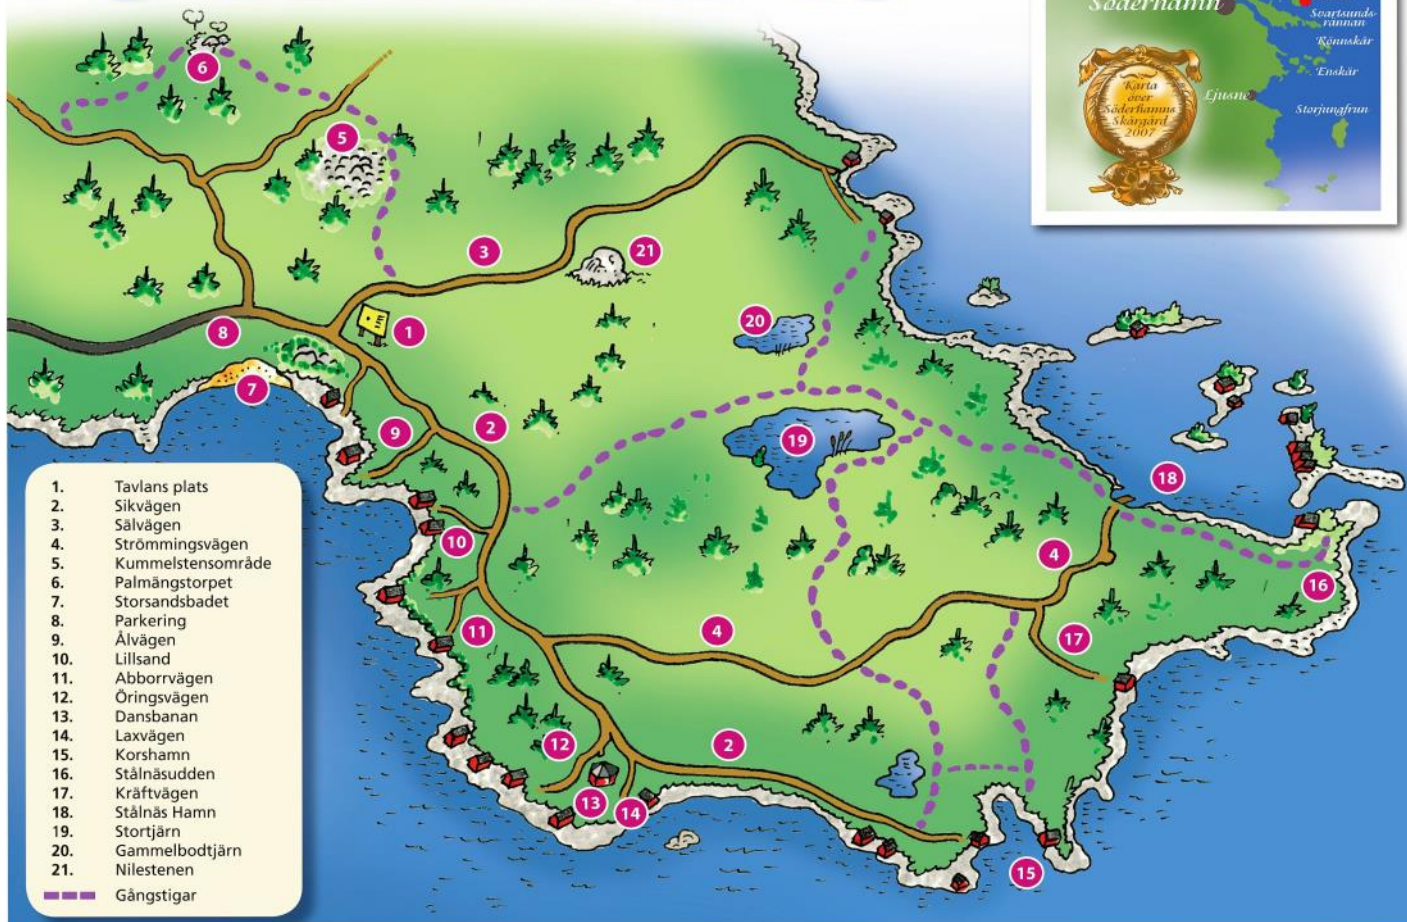 Söderhamn
Svartsunds-
rännan
Rönnskär
Enskär
Ljusne
Storjungfrun
Karta
över
Söderhamns
Skärgård
2007
6
5
3
21
20
8
1
7
2
9
19
18
10
4
16
11
4
17
12
2
13
14
15
1. Tavlans plats
2. Sikvägen
3. Sälvägen
4. Strömmingsvägen
5. Kummelstensområde
6. Palmängstorpet
7. Storsandsbadet
8. Parkering
9. Ålvägen
10. Lillsand
11. Abborrvägen
12. Öringsvägen
13. Dansbanan
14. Laxvägen
15. Korshamn
16. Stålnäsudden
17. Kräftvägen
18. Stålnäs Hamn
19. Stortjärn
20. Gammelbodtjärn
21. Nilestenen
Gångstigar